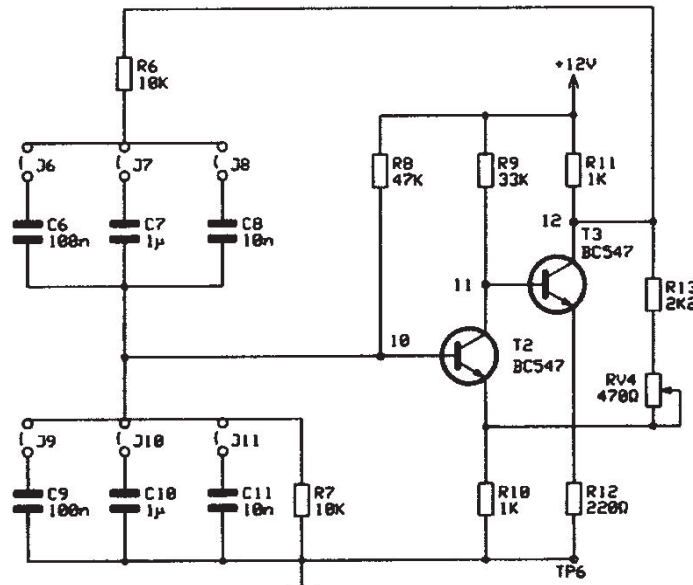 R6
10K
+12V
J6
J7
J8
R8
47K
R9
33K
R11
1K
C6
100n
C7
1μ
C8
10n
12
T3
BC547
11
R13
2K2
10
T2
BC547
RV4
470Ω
J9
J10
J11
C9
100n
C10
1μ
C11
10n
R7
10K
R10
1K
R12
220Ω
TP6